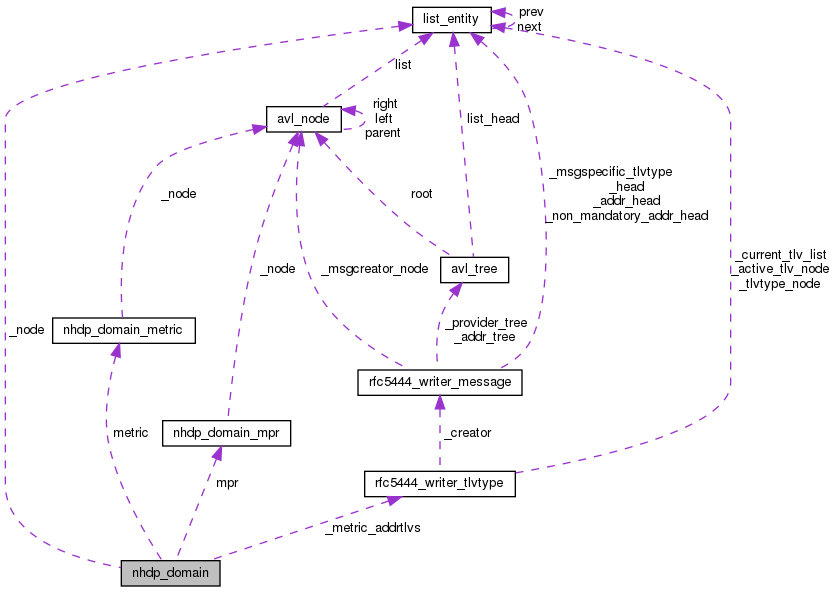 list_entity
prev
next
list
avl_node
right
left
parent
list_head
_msgspecific_tlvtype
_head
_addr_head
_non_mandatory_addr_head
_node
root
_current_tlv_list
_active_tlv_node
_tlvtype_node
_node
_msgcreator_node
avl_tree
_node
nhdp_domain_metric
_provider_tree
_addr_tree
rfc5444_writer_message
metric
nhdp_domain_mpr
_creator
mpr
rfc5444_writer_tlvtype
_metric_addrtlvs
nhdp_domain